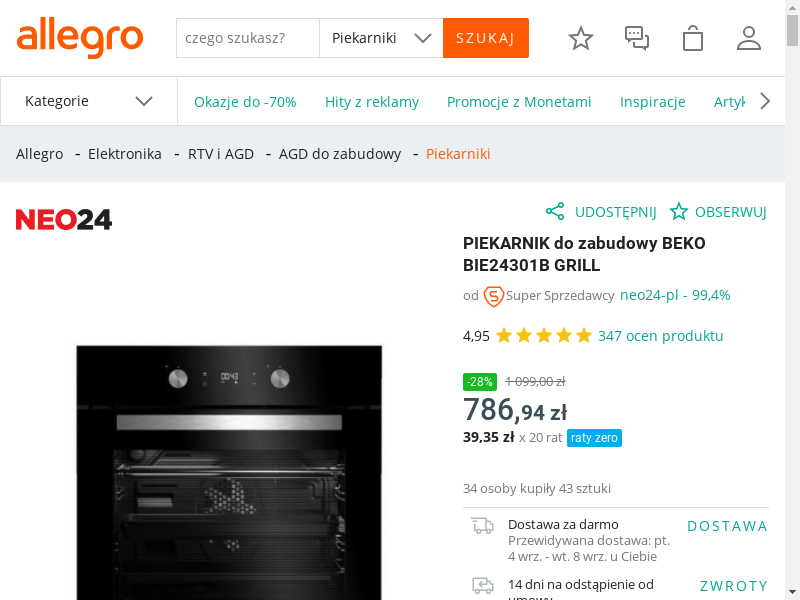 allegro
czego szukasz?
Piekarniki
SZUKAJ
Kategorie
Okazje do -70%
Hity z reklamy
Promocje z Monetami
Inspiracje
Artyk
Allegro - Elektronika - RTV i AGD - AGD do zabudowy - Piekarniki
NEO24
UDOSTĘPNIJ
OBSERWUJ
PIEKARNIK do zabudowy BEKO
BIE24301B GRILL
od S Super Sprzedawcy neo24-pl - 99,4%
4,95 347 ocen produktu
-28% 1 099,00 zł
786,94 zł
39,35 zł x 20 rat raty zero
34 osoby kupiły 43 sztuki
Dostawa za darmo
Przewidywana dostawa: pt.
4 wrz. - wt. 8 wrz. u Ciebie
DOSTAWA
14 dni na odstąpienie od
umowy
ZWROTY